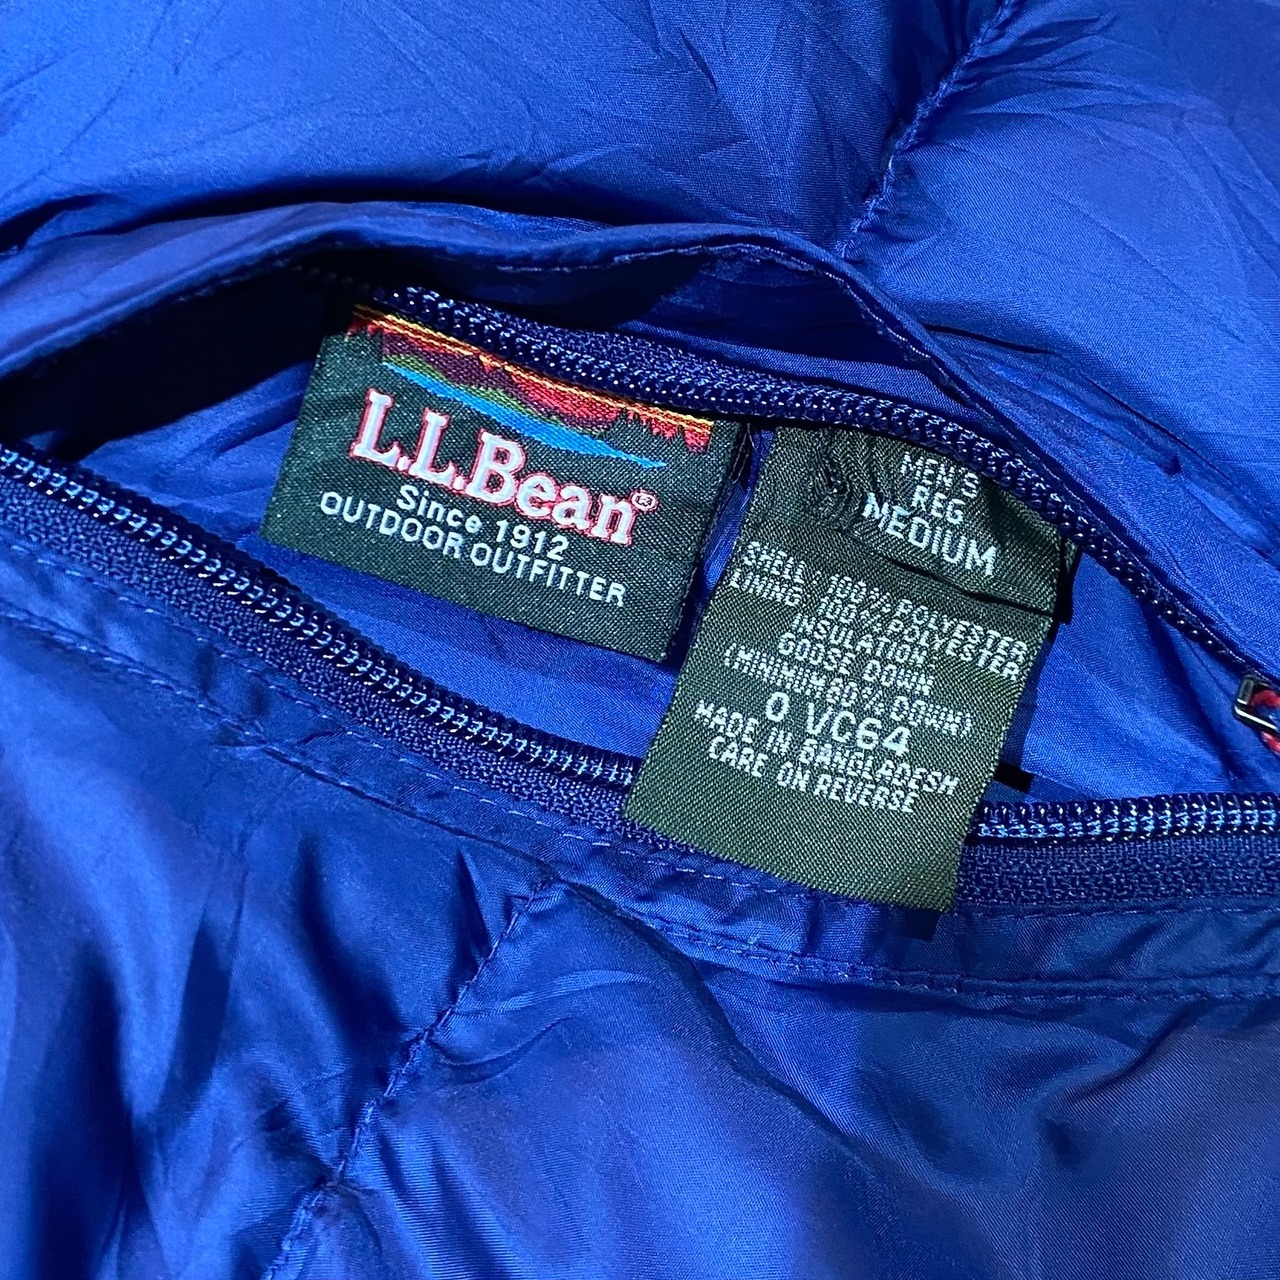 L.L.Bean®
Since 1912
OUTDOOR OUTFITTER
MEN'S
REG
MEDIUM
SHELL: 100% POLYESTER
LINING: 100% POLYESTER
INSULATION:
GOOSE DOWN
(MINIMUM 80% DOWN)
0 VC64
MADE IN BANGLADESH
CARE ON REVERSE